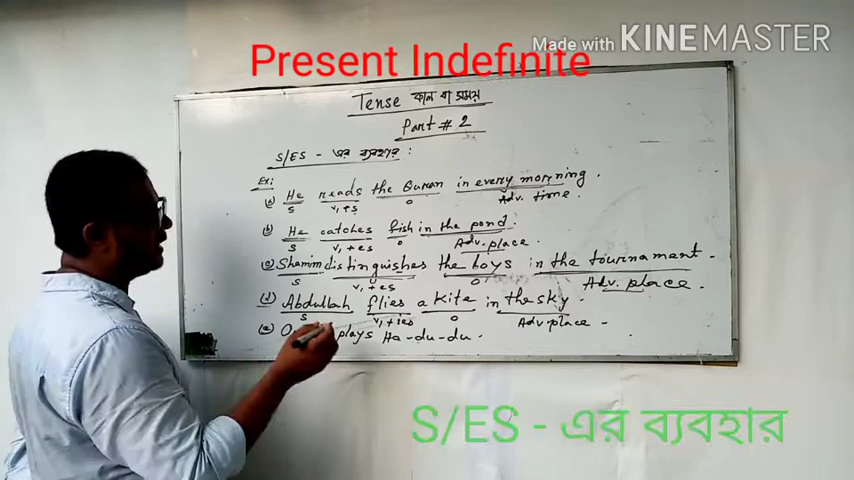 Made with KINEMASTER
Present Indefinite
Tense কাল বা সময়
Part # 2
S/ES - এর ব্যবহার :
Ex:
(a) He reads the Quran in every morning.
S V₁+s O Adv. time.
(b) He catches fish in the pond.
S V₁+es O Adv. place.
(c) Shamim distinguishes the boys in the tournament.
S V₁+es O Adv. place.
(d) Abdullah flies a kite in the sky.
S V₁+ies O Adv place.
(e) plays Ha-du-du.
S/ES - এর ব্যবহার